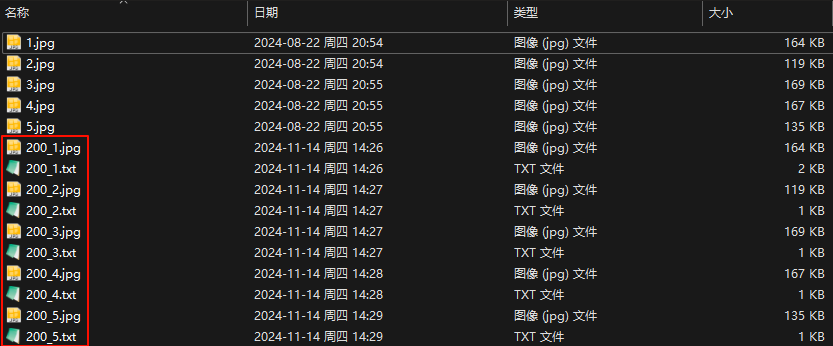 名称 日期 类型 大小
1.jpg 2024-08-22 周四 20:54 图像 (jpg) 文件 164 KB
2.jpg 2024-08-22 周四 20:54 图像 (jpg) 文件 119 KB
3.jpg 2024-08-22 周四 20:55 图像 (jpg) 文件 169 KB
4.jpg 2024-08-22 周四 20:55 图像 (jpg) 文件 167 KB
5.jpg 2024-08-22 周四 20:55 图像 (jpg) 文件 135 KB
200_1.jpg 2024-11-14 周四 14:26 图像 (jpg) 文件 164 KB
200_1.txt 2024-11-14 周四 14:26 TXT 文件 2 KB
200_2.jpg 2024-11-14 周四 14:27 图像 (jpg) 文件 119 KB
200_2.txt 2024-11-14 周四 14:27 TXT 文件 1 KB
200_3.jpg 2024-11-14 周四 14:27 图像 (jpg) 文件 169 KB
200_3.txt 2024-11-14 周四 14:27 TXT 文件 1 KB
200_4.jpg 2024-11-14 周四 14:28 图像 (jpg) 文件 167 KB
200_4.txt 2024-11-14 周四 14:28 TXT 文件 1 KB
200_5.jpg 2024-11-14 周四 14:29 图像 (jpg) 文件 135 KB
200_5.txt 2024-11-14 周四 14:29 TXT 文件 1 KB